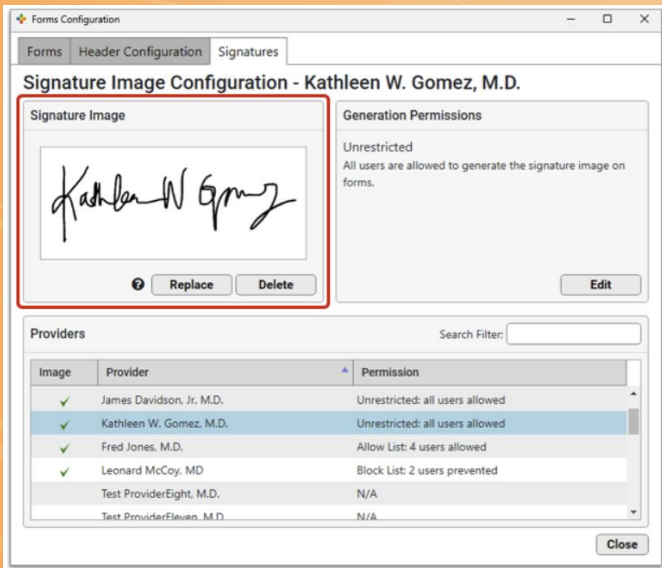 Forms Configuration
Forms Header Configuration Signatures
Signature Image Configuration - Kathleen W. Gomez, M.D.
Signature Image
Kathleen W Gomez
Replace Delete
Generation Permissions
Unrestricted
All users are allowed to generate the signature image on
forms.
Edit
Providers
Search Filter:
Image Provider Permission
James Davidson, Jr. M.D. Unrestricted: all users allowed
Kathleen W. Gomez, M.D. Unrestricted: all users allowed
Fred Jones, M.D. Allow List: 4 users allowed
Leonard McCoy, MD Block List: 2 users prevented
Test ProviderEight, M.D. N/A
Test ProviderEleven, M.D. N/A
Close